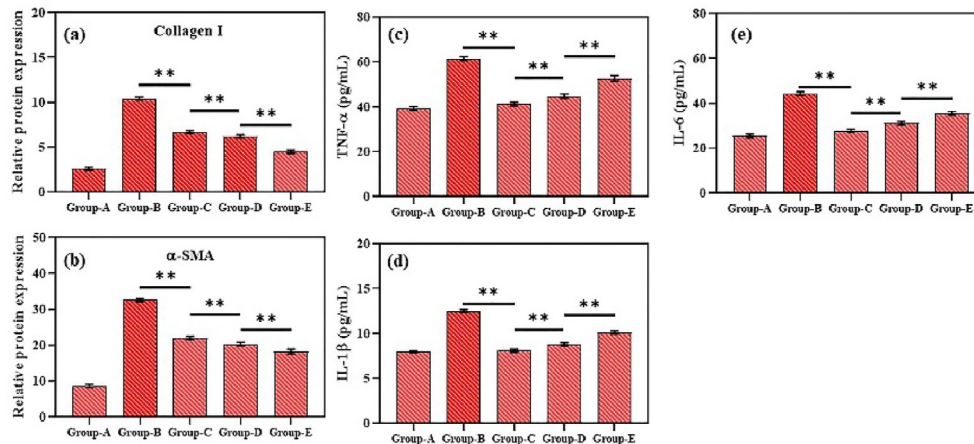 (a)
Collagen I
Relative protein expression
20
15
10
5
0
**
**
**
Group-A Group-B Group-C Group-D Group-E
(c)
TNF-α (pg/mL)
80
60
40
20
0
**
**
**
Group-A Group-B Group-C Group-D Group-E
(e)
IL-6 (pg/mL)
80
60
40
20
0
**
**
**
Group-A Group-B Group-C Group-D Group-E
(b)
α-SMA
Relative protein expression
50
40
30
20
10
0
**
**
**
Group-A Group-B Group-C Group-D Group-E
(d)
IL-1β (pg/mL)
20
15
10
5
0
**
**
**
Group-A Group-B Group-C Group-D Group-E